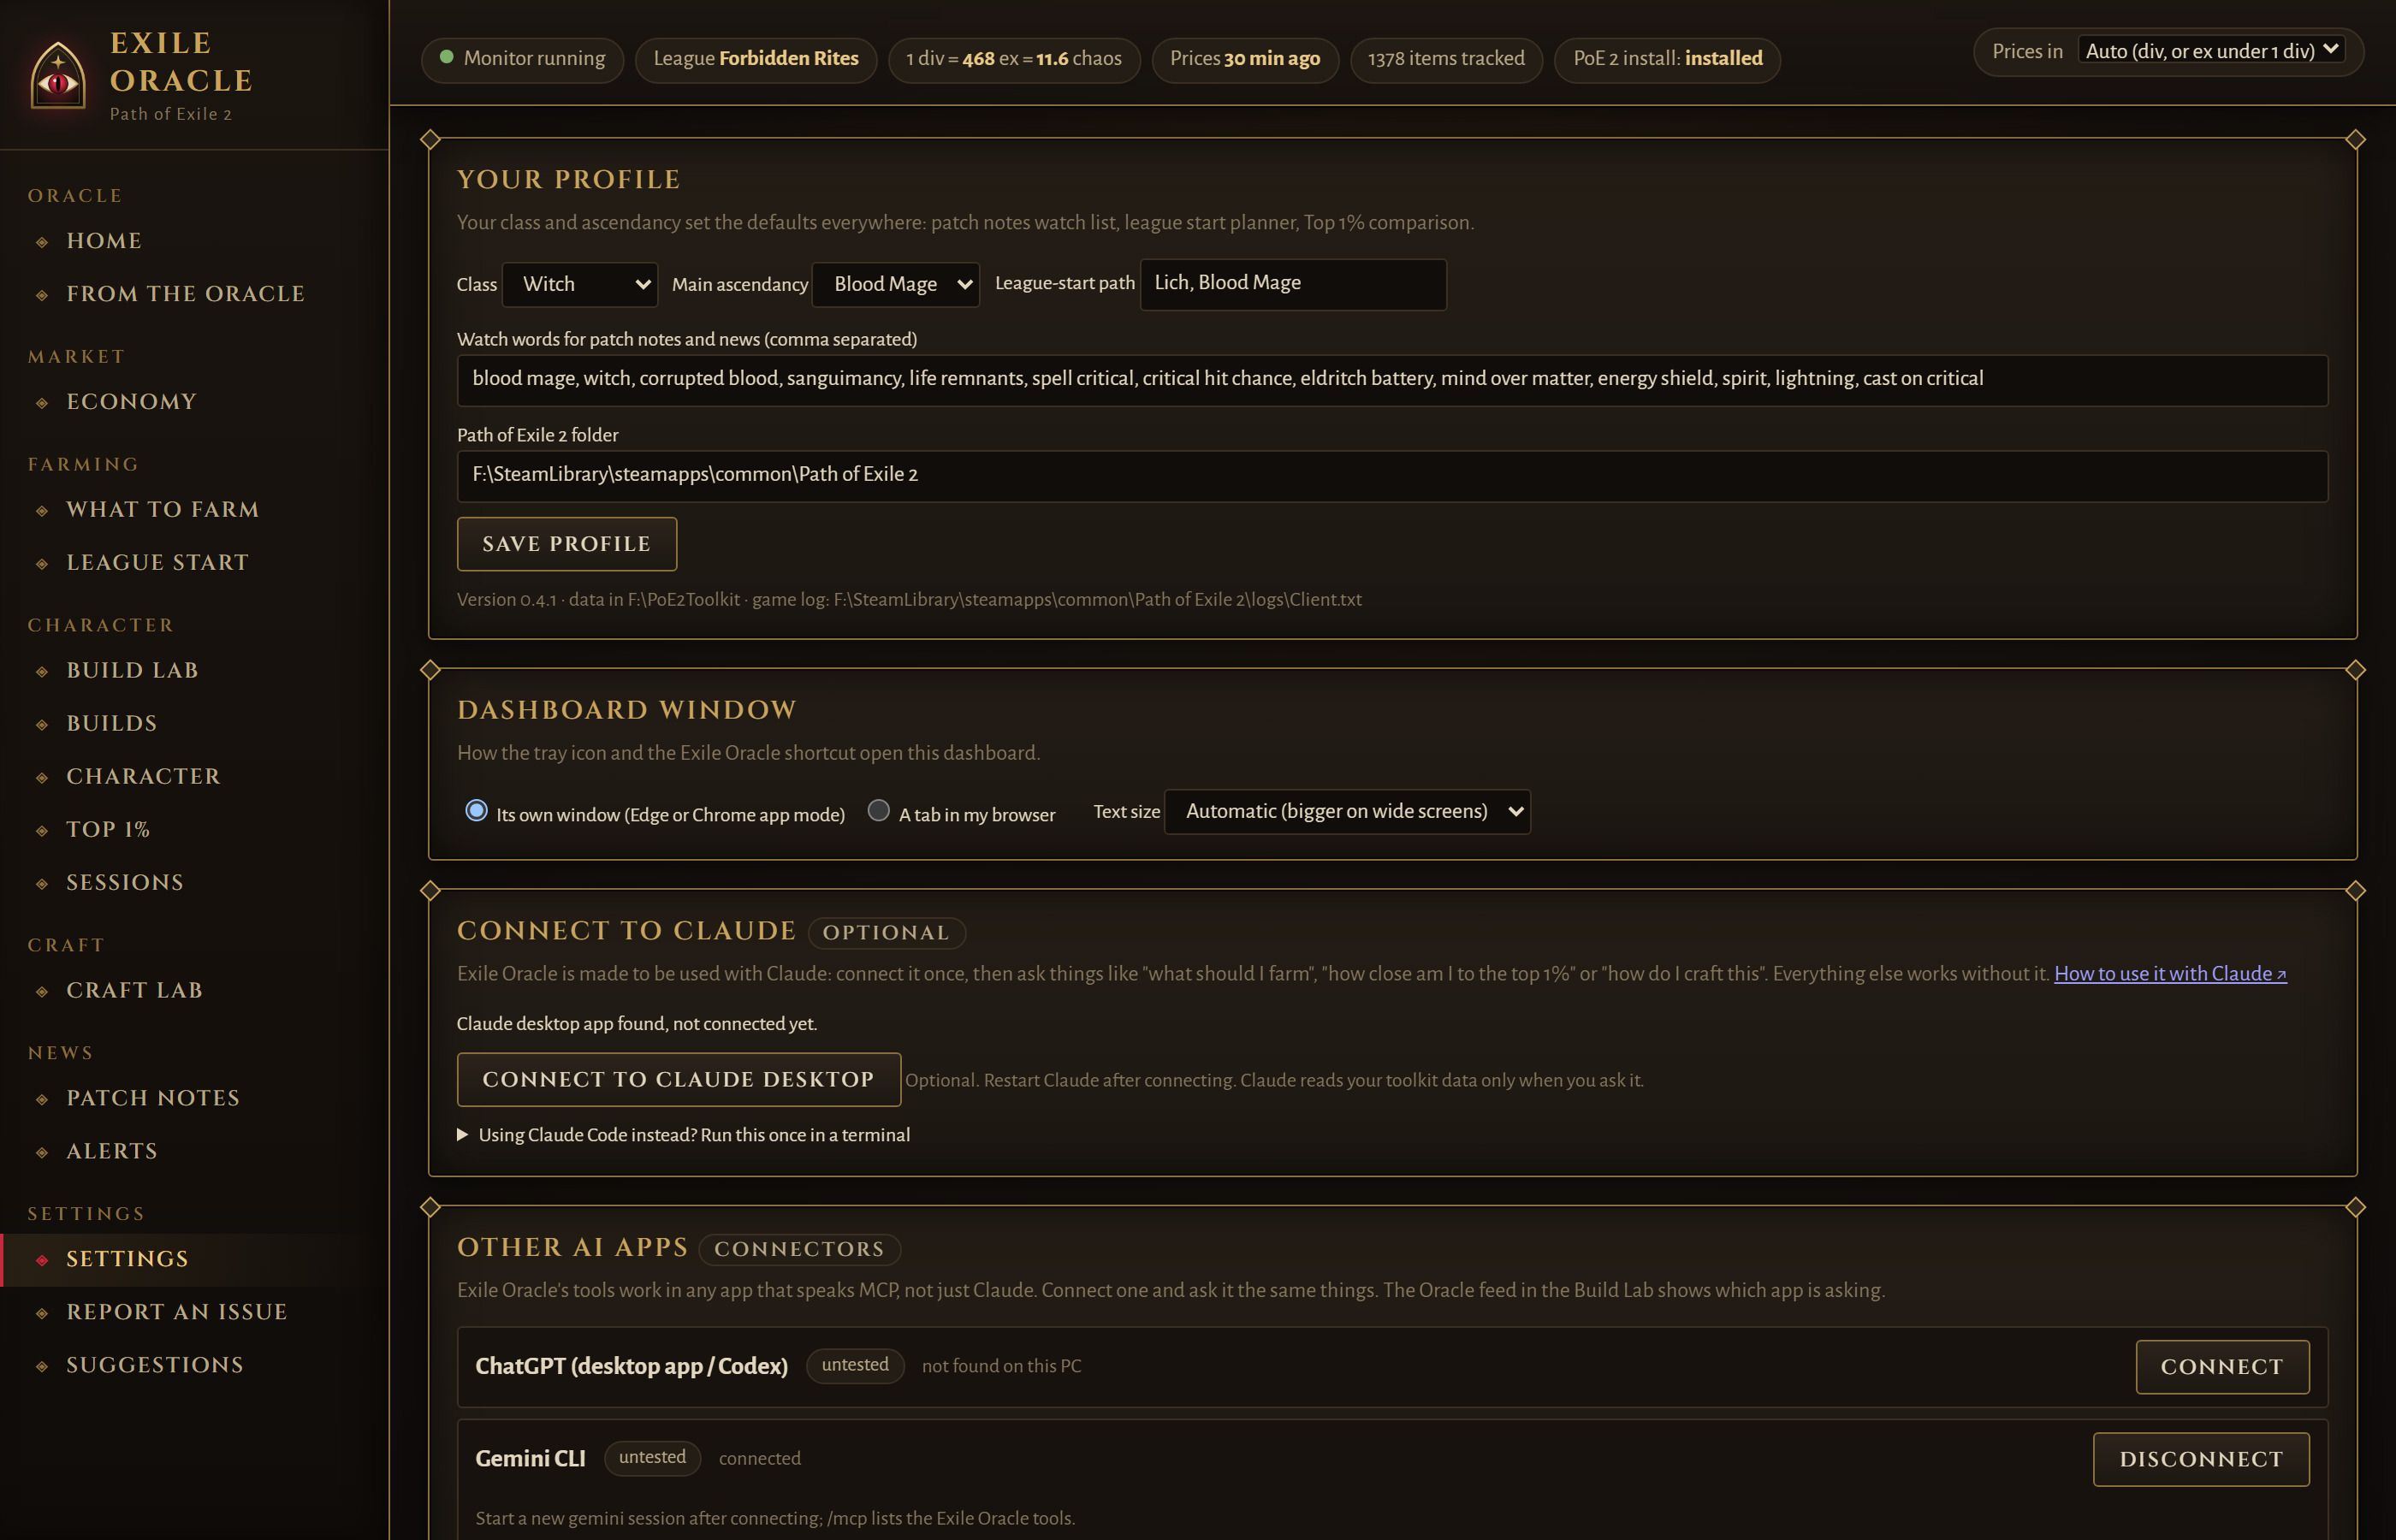 EXILE
ORACLE
Path of Exile 2
ORACLE
HOME
FROM THE ORACLE
MARKET
ECONOMY
FARMING
WHAT TO FARM
LEAGUE START
CHARACTER
BUILD LAB
BUILDS
CHARACTER
TOP 1%
SESSIONS
CRAFT
CRAFT LAB
NEWS
PATCH NOTES
ALERTS
SETTINGS
SETTINGS
REPORT AN ISSUE
SUGGESTIONS
Monitor running League Forbidden Rites 1 div = 468 ex = 11.6 chaos Prices 30 min ago 1378 items tracked PoE 2 install: installed Prices in Auto (div, or ex under 1 div)
YOUR PROFILE
Your class and ascendancy set the defaults everywhere: patch notes watch list, league start planner, Top 1% comparison.
Class Witch Main ascendancy Blood Mage League-start path Lich, Blood Mage
Watch words for patch notes and news (comma separated)
blood mage, witch, corrupted blood, sanguimancy, life remnants, spell critical, critical hit chance, eldritch battery, mind over matter, energy shield, spirit, lightning, cast on critical
Path of Exile 2 folder
F:\SteamLibrary\steamapps\common\Path of Exile 2
SAVE PROFILE
Version 0.4.1 · data in F:\PoE2Toolkit · game log: F:\SteamLibrary\steamapps\common\Path of Exile 2\logs\Client.txt
DASHBOARD WINDOW
How the tray icon and the Exile Oracle shortcut open this dashboard.
Its own window (Edge or Chrome app mode) A tab in my browser Text size Automatic (bigger on wide screens)
CONNECT TO CLAUDE OPTIONAL
Exile Oracle is made to be used with Claude: connect it once, then ask things like "what should I farm", "how close am I to the top 1%" or "how do I craft this". Everything else works without it. How to use it with Claude ↗
Claude desktop app found, not connected yet.
CONNECT TO CLAUDE DESKTOP Optional. Restart Claude after connecting. Claude reads your toolkit data only when you ask it.
Using Claude Code instead? Run this once in a terminal
OTHER AI APPS CONNECTORS
Exile Oracle's tools work in any app that speaks MCP, not just Claude. Connect one and ask it the same things. The Oracle feed in the Build Lab shows which app is asking.
ChatGPT (desktop app / Codex) untested not found on this PC CONNECT
Gemini CLI untested connected DISCONNECT
Start a new gemini session after connecting; /mcp lists the Exile Oracle tools.